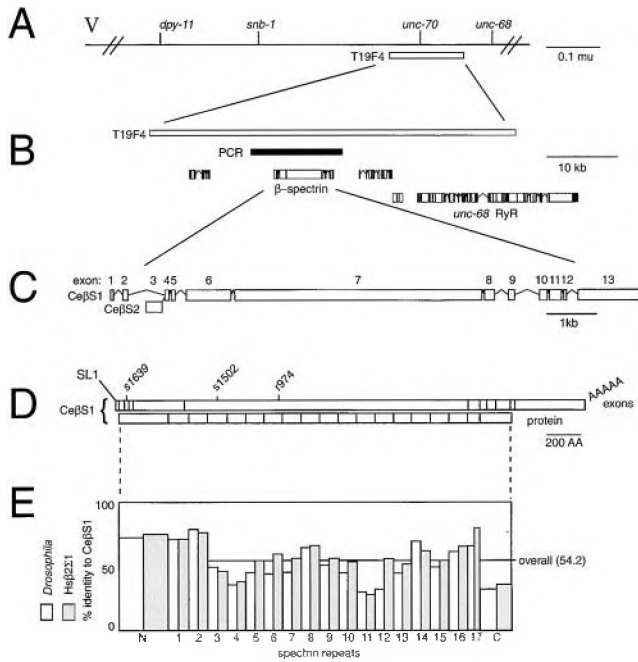 A
V
dpy-11 snb-1 unc-70 unc-68
T19F4
0.1 mu
B
T19F4
PCR
10 kb
β-spectrin
unc-68 RyR
C
exon: 1 2 3 4 5 6 7 8 9 10 11 12 13
CeβS1
CeβS2
1kb
D
SL1
s1639 s1502 r974
AAAAA
CeβS1 {
exons
protein
200 AA
E
Drosophila
Hsβ2Σ1
% identity to CeβS1
100
50
0
overall (54.2)
N 1 2 3 4 5 6 7 8 9 10 11 12 13 14 15 16 17 C
spectrin repeats